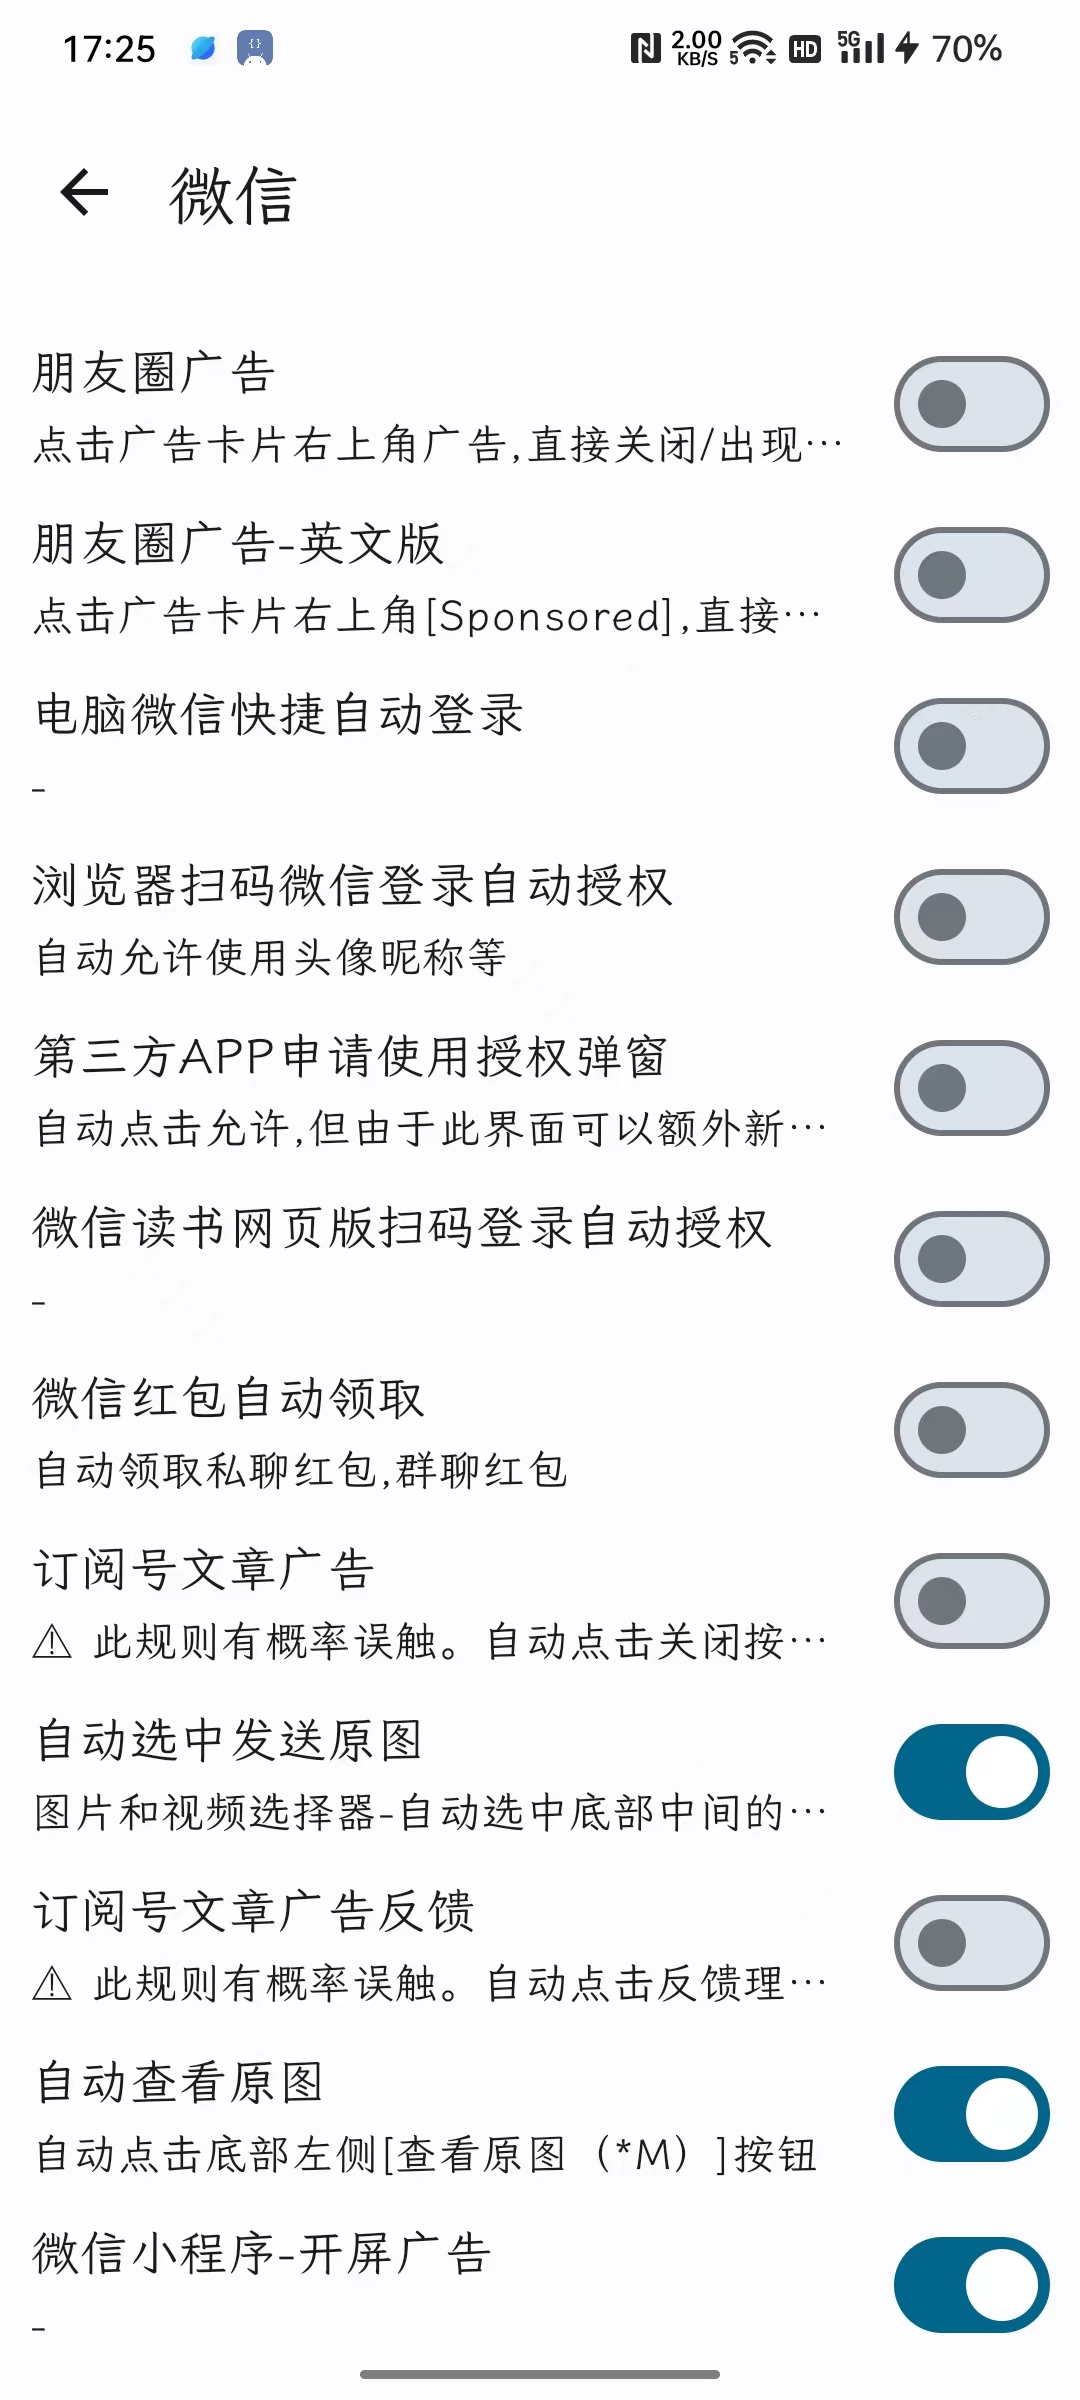 17:25
2.00 KB/S 5 HD 5G 70%
微信
朋友圈广告
点击广告卡片右上角广告,直接关闭/出现…
朋友圈广告-英文版
点击广告卡片右上角[Sponsored],直接…
电脑微信快捷自动登录
-
浏览器扫码微信登录自动授权
自动允许使用头像昵称等
第三方APP申请使用授权弹窗
自动点击允许,但由于此界面可以额外新…
微信读书网页版扫码登录自动授权
-
微信红包自动领取
自动领取私聊红包,群聊红包
订阅号文章广告
⚠ 此规则有概率误触。自动点击关闭按…
自动选中发送原图
图片和视频选择器-自动选中底部中间的…
订阅号文章广告反馈
⚠ 此规则有概率误触。自动点击反馈理…
自动查看原图
自动点击底部左侧[查看原图（*M）]按钮
微信小程序-开屏广告
-